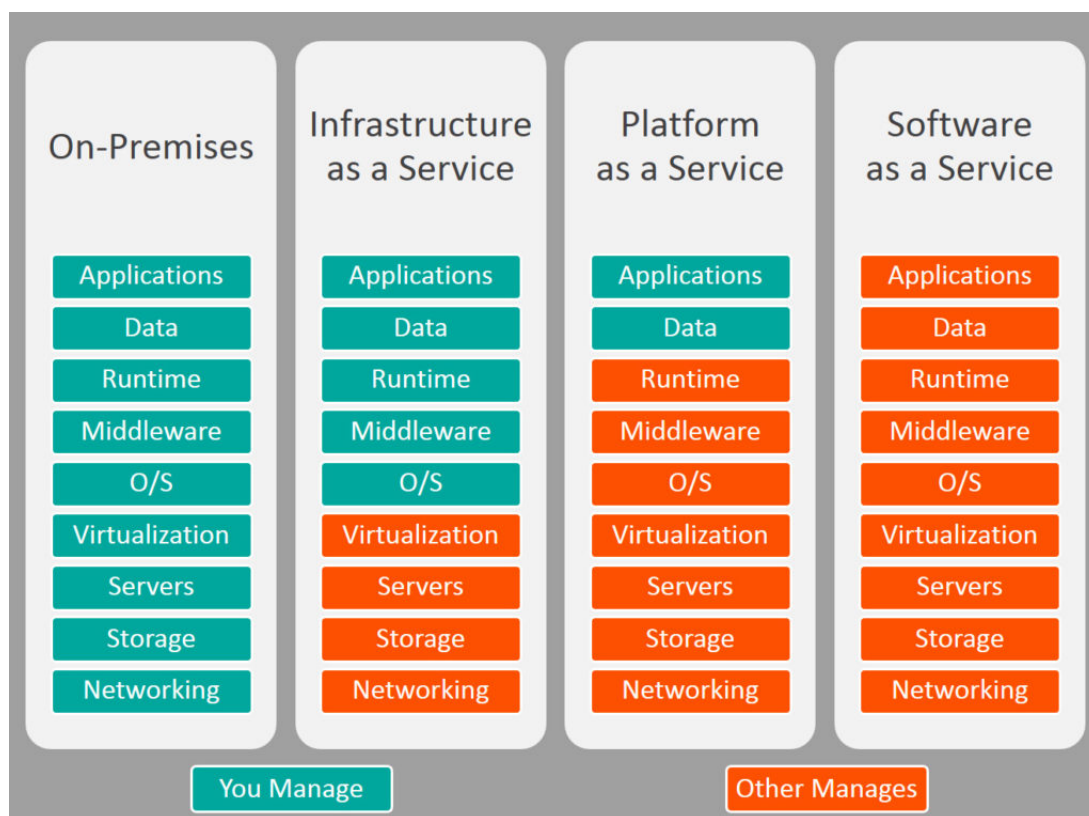 On-Premises
Applications
Data
Runtime
Middleware
O/S
Virtualization
Servers
Storage
Networking
Infrastructure
as a Service
Applications
Data
Runtime
Middleware
O/S
Virtualization
Servers
Storage
Networking
Platform
as a Service
Applications
Data
Runtime
Middleware
O/S
Virtualization
Servers
Storage
Networking
Software
as a Service
Applications
Data
Runtime
Middleware
O/S
Virtualization
Servers
Storage
Networking
You Manage
Other Manages